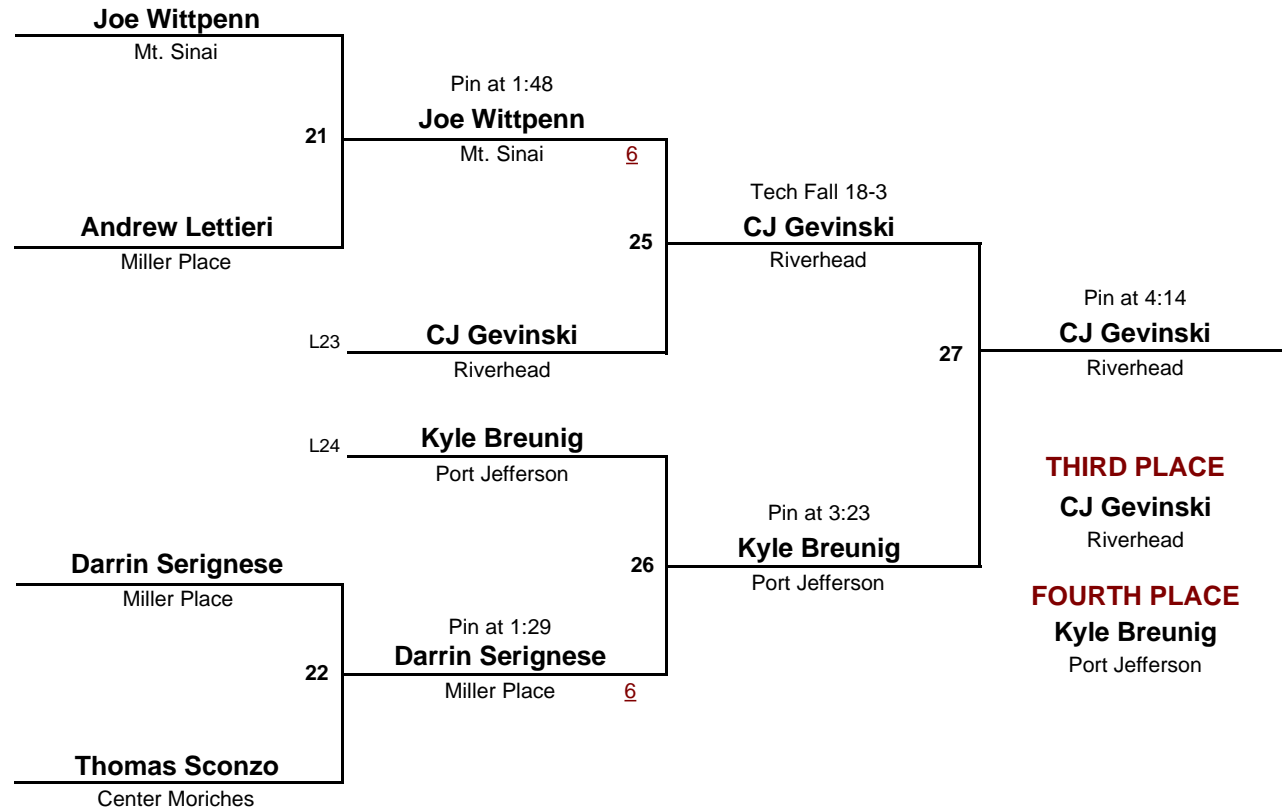 Joe Wittpenn
Mt. Sinai
Pin at 1:48
21
Joe Wittpenn
Mt. Sinai 6
Tech Fall 18-3
Andrew Lettieri
Miller Place
25
CJ Gevinski
Riverhead
Pin at 4:14
L23
CJ Gevinski
Riverhead
27
CJ Gevinski
Riverhead
L24
Kyle Breunig
Port Jefferson
THIRD PLACE
CJ Gevinski
Riverhead
Pin at 3:23
Darrin Serignese
Miller Place
26
Kyle Breunig
Port Jefferson
FOURTH PLACE
Kyle Breunig
Port Jefferson
Pin at 1:29
22
Darrin Serignese
Miller Place 6
Thomas Sconzo
Center Moriches